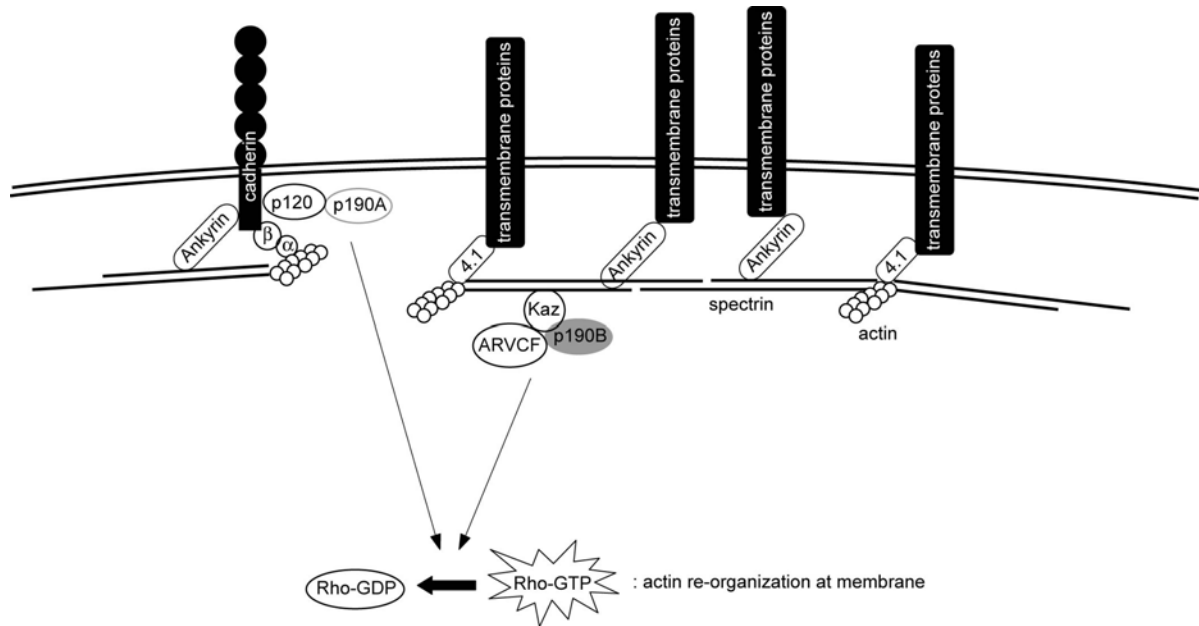 cadherin
transmembrane proteins
transmembrane proteins
transmembrane proteins
transmembrane proteins
p120
p190A
Ankyrin
β
α
4.1
Ankyrin
Ankyrin
4.1
Kaz
p190B
ARVCF
spectrin
actin
Rho-GDP
Rho-GTP
: actin re-organization at membrane